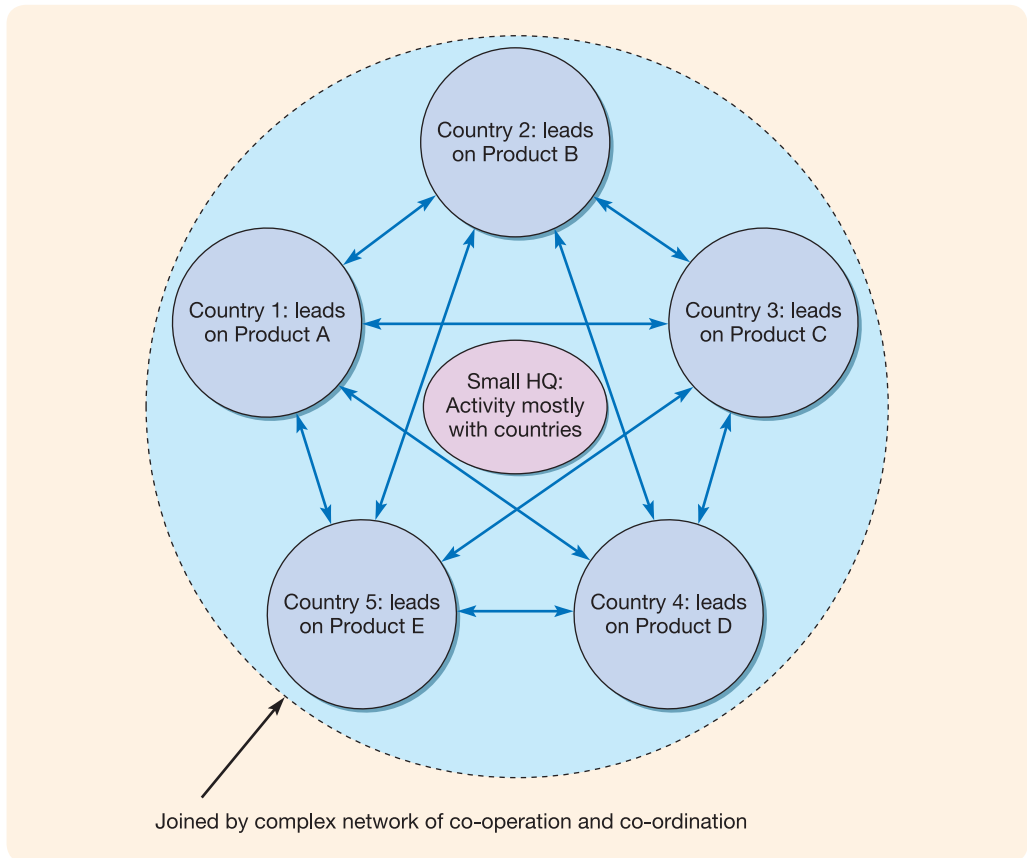 Country 2: leads
on Product B
Country 1: leads
on Product A
Country 3: leads
on Product C
Small HQ:
Activity mostly
with countries
Country 5: leads
on Product E
Country 4: leads
on Product D
Joined by complex network of co-operation and co-ordination